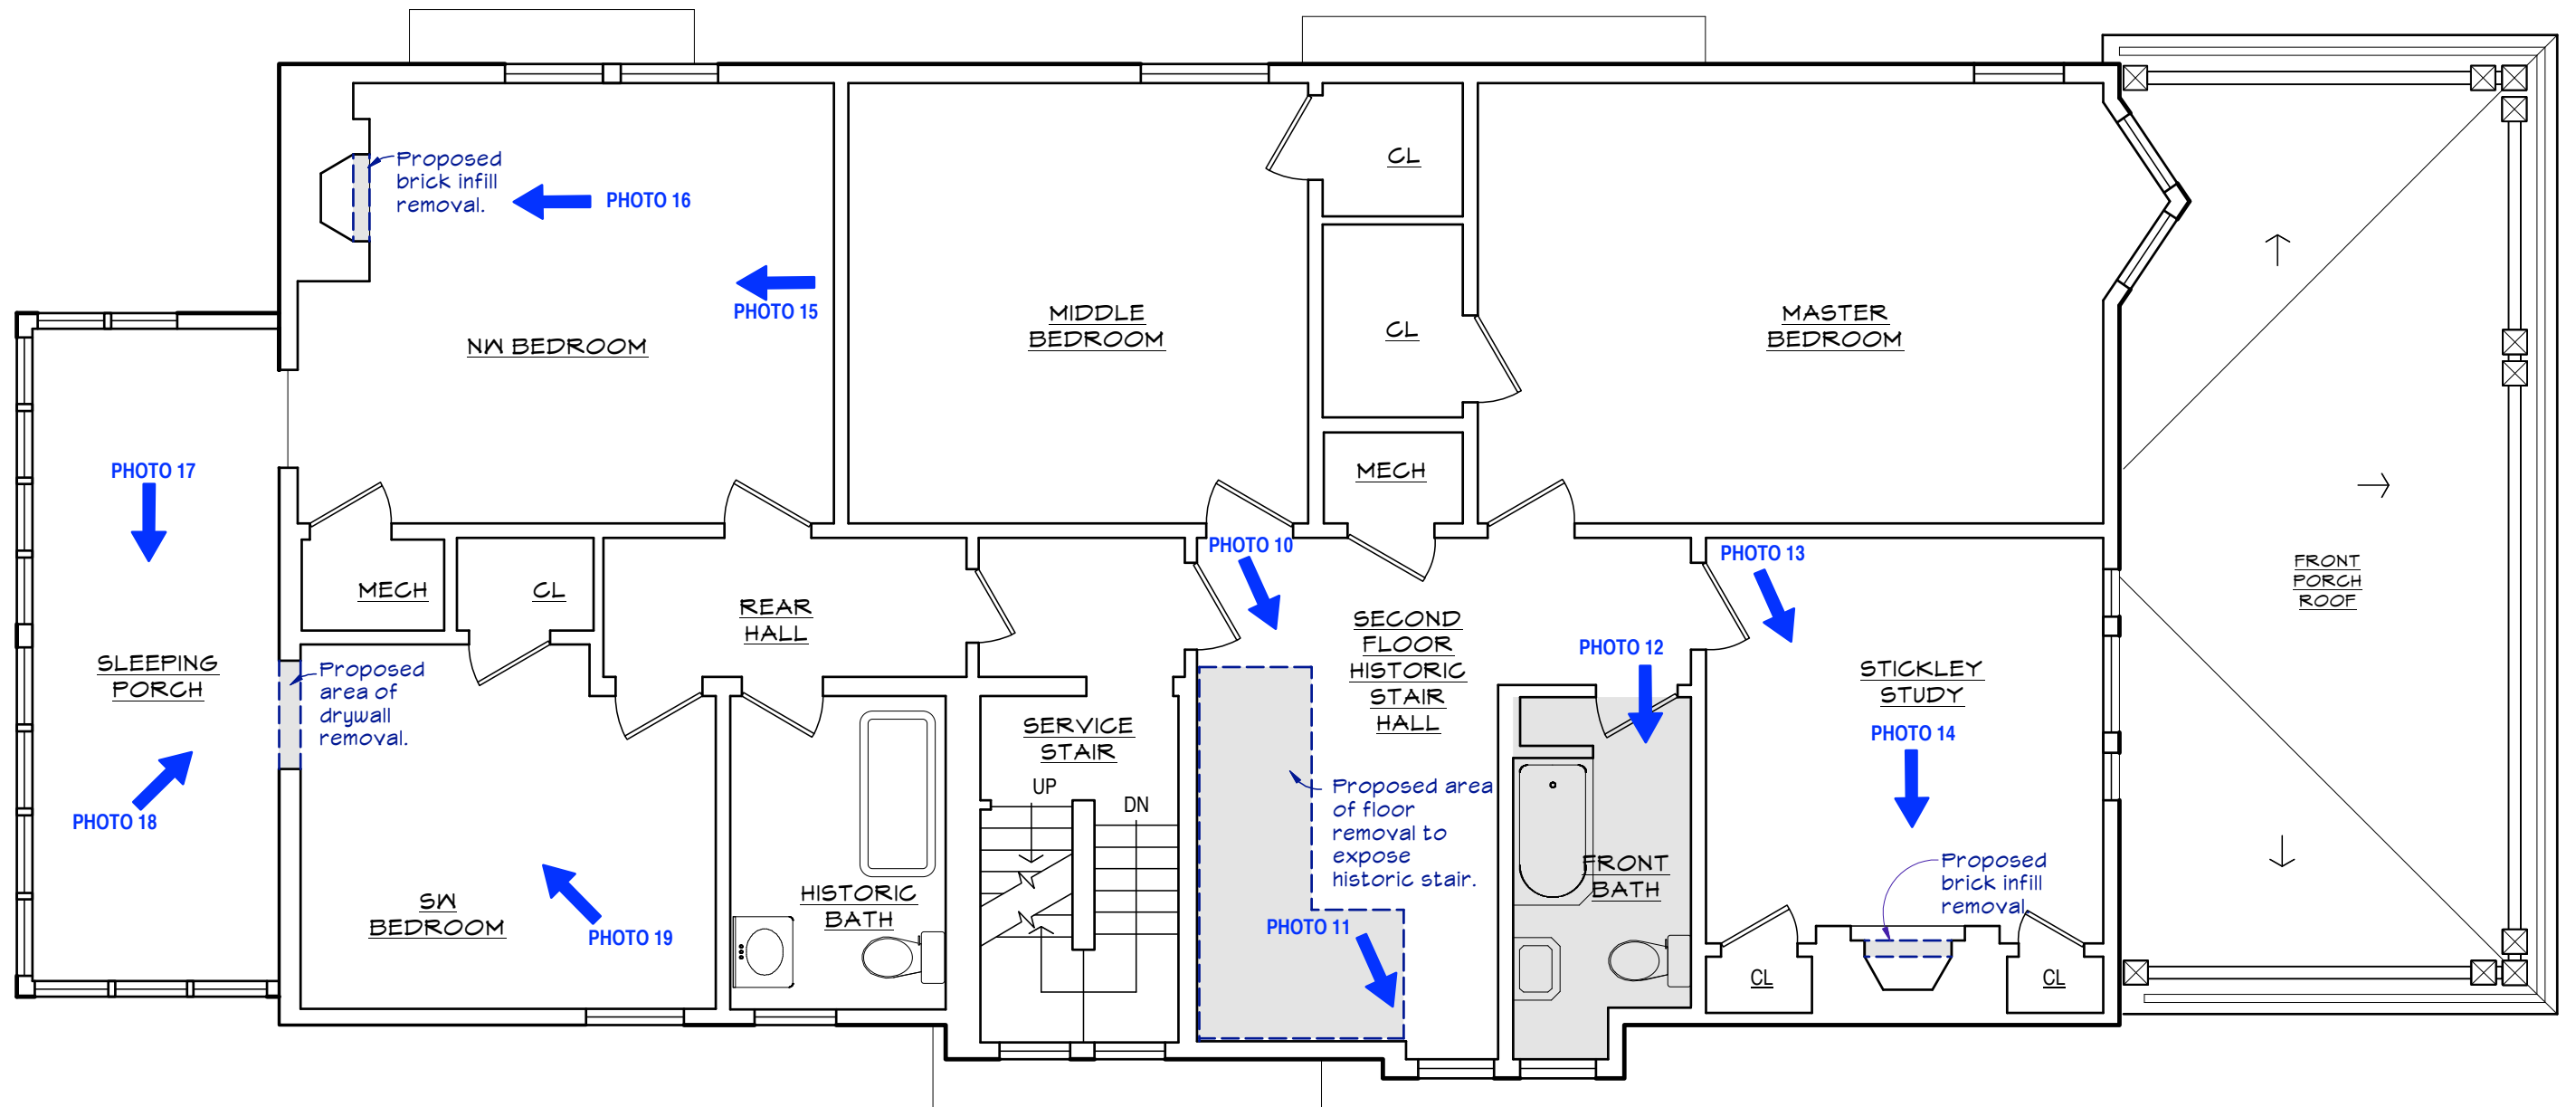 Proposed
brick infill
removal.
PHOTO 16
PHOTO 15
NW BEDROOM
MIDDLE
BEDROOM
CL
CL
MECH
MASTER
BEDROOM
PHOTO 17
SLEEPING
PORCH
PHOTO 18
MECH
CL
REAR
HALL
Proposed
area of
drywall
removal.
SW
BEDROOM
PHOTO 19
HISTORIC
BATH
SERVICE
STAIR
UP
DN
PHOTO 10
SECOND
FLOOR
HISTORIC
STAIR
HALL
Proposed area
of floor
removal to
expose
historic stair.
PHOTO 11
PHOTO 12
FRONT
BATH
PHOTO 13
STICKLEY
STUDY
PHOTO 14
Proposed
brick infill
removal.
CL
CL
FRONT
PORCH
ROOF